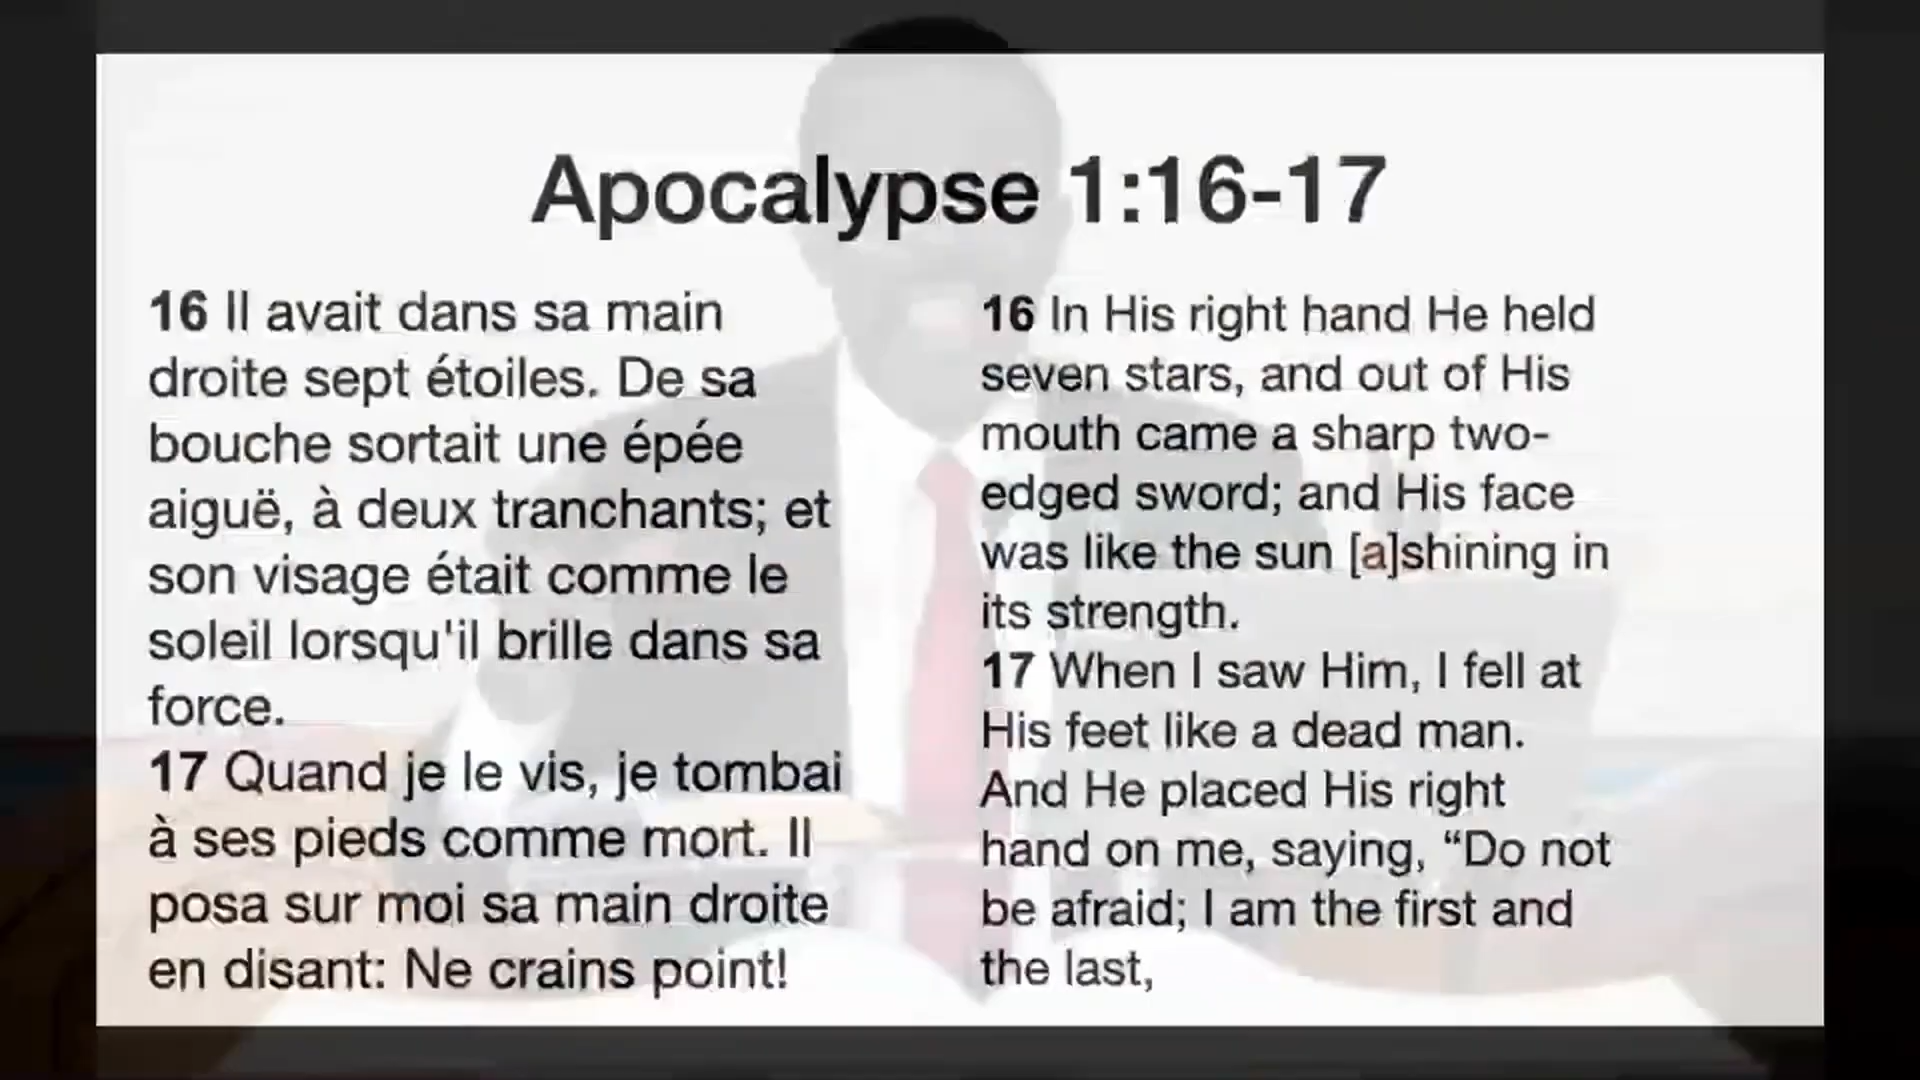 Apocalypse 1:16-17
16 Il avait dans sa main
droite sept étoiles. De sa
bouche sortait une épée
aiguë, à deux tranchants; et
son visage était comme le
soleil lorsqu'il brille dans sa
force.
17 Quand je le vis, je tombai
à ses pieds comme mort. Il
posa sur moi sa main droite
en disant: Ne crains point!
16 In His right hand He held
seven stars, and out of His
mouth came a sharp two-
edged sword; and His face
was like the sun [a]shining in
its strength.
17 When I saw Him, I fell at
His feet like a dead man.
And He placed His right
hand on me, saying, “Do not
be afraid; I am the first and
the last,